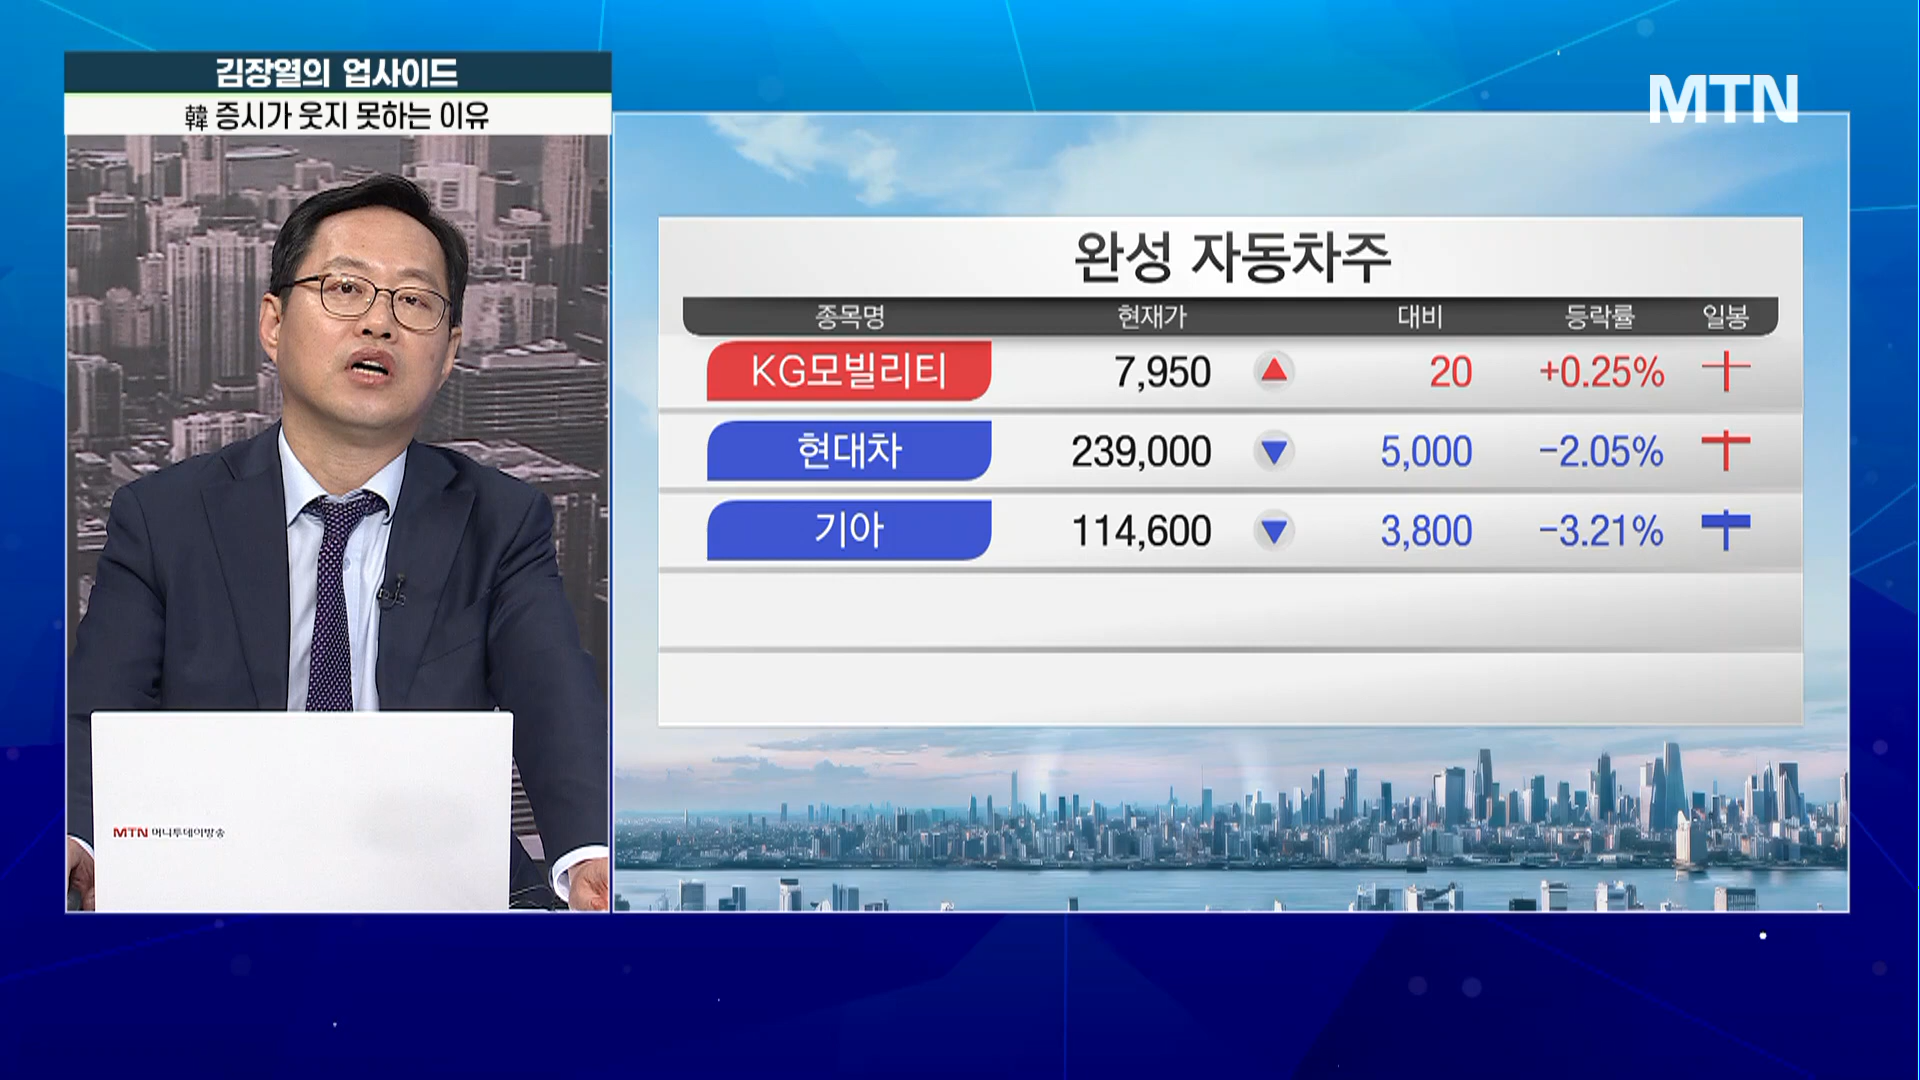 김장열의 업사이드
韓 증시가 웃지 못하는 이유
MTN
완성 자동차주
종목명 현재가 대비 등락률 일봉
KG모빌리티 7,950 ▲ 20 +0.25%
현대차 239,000 ▼ 5,000 -2.05%
기아 114,600 ▼ 3,800 -3.21%
MTN 머니투데이방송